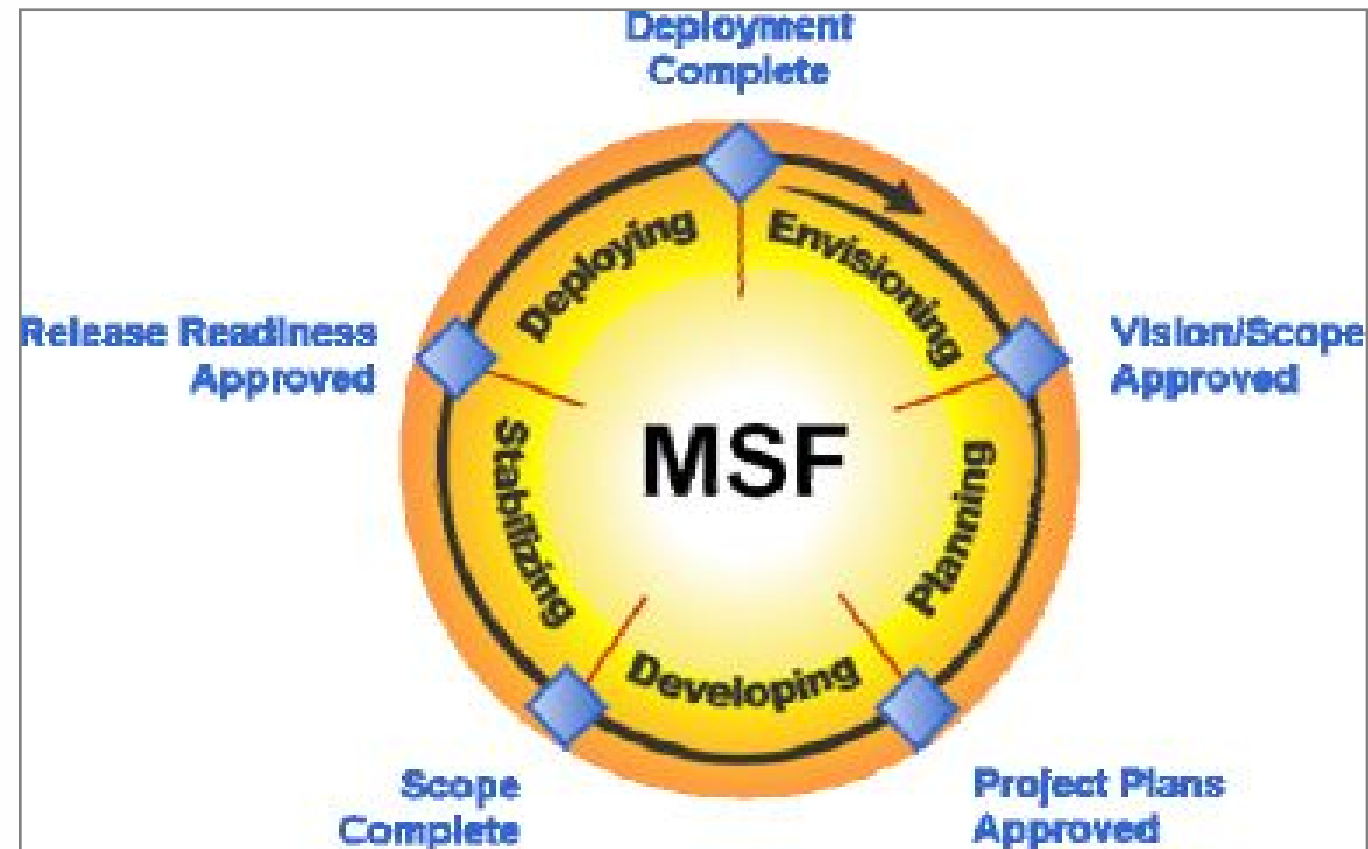 Deployment
Complete
Deploying
Envisioning
Release Readiness
Approved
Vision/Scope
Approved
MSF
Stabilizing
Planning
Developing
Scope
Complete
Project Plans
Approved